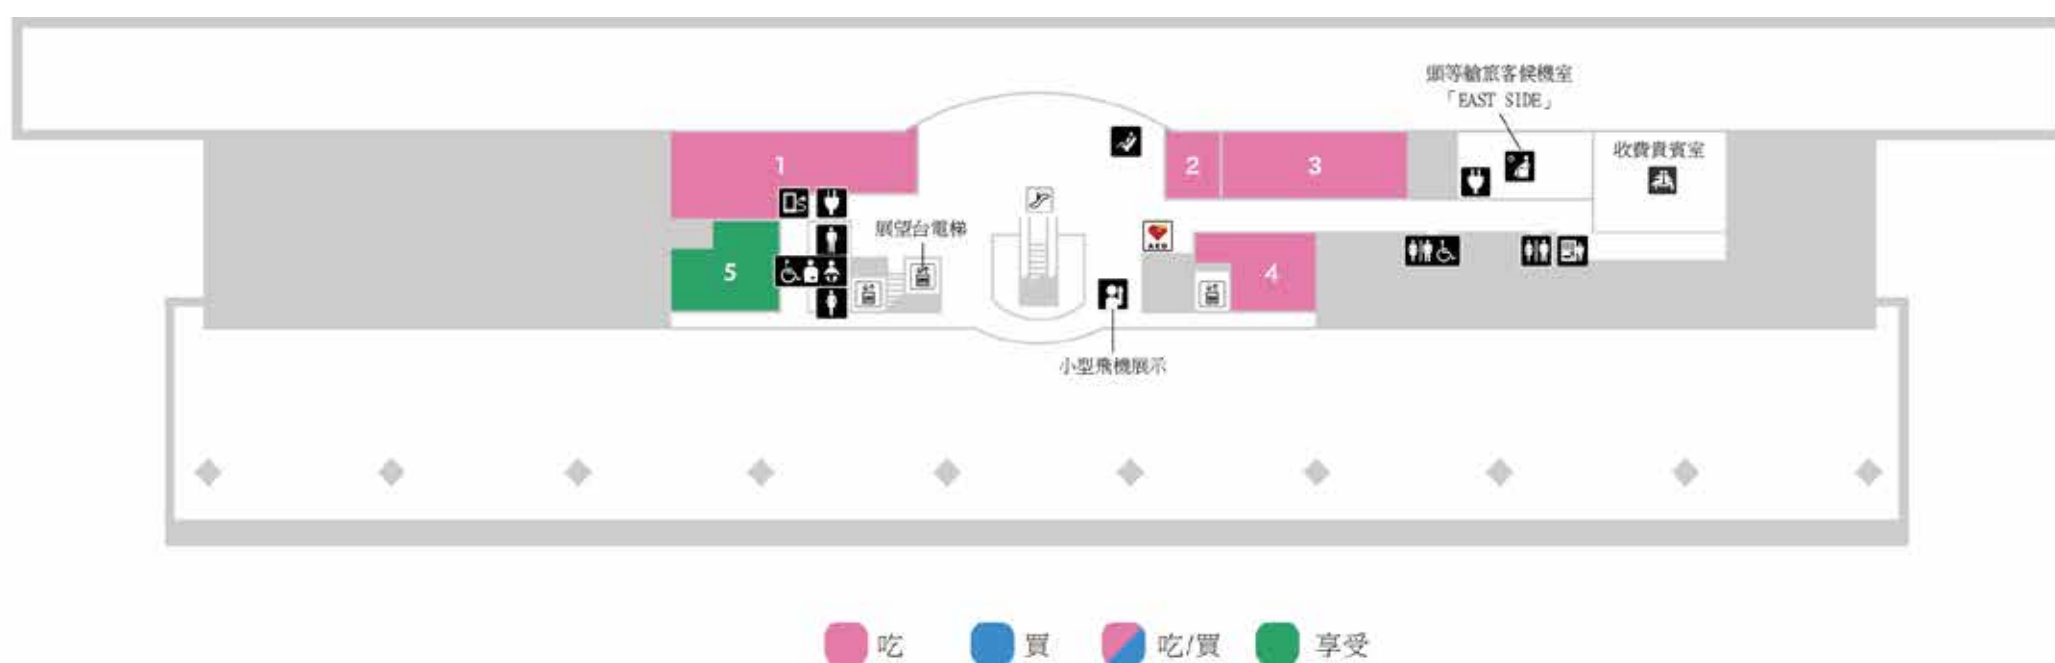 頭等艙旅客候機室
「EAST SIDE」
收費貴賓室
1
2
3
展望台電梯
AED
5
4
小型飛機展示
吃
買
吃/買
享受